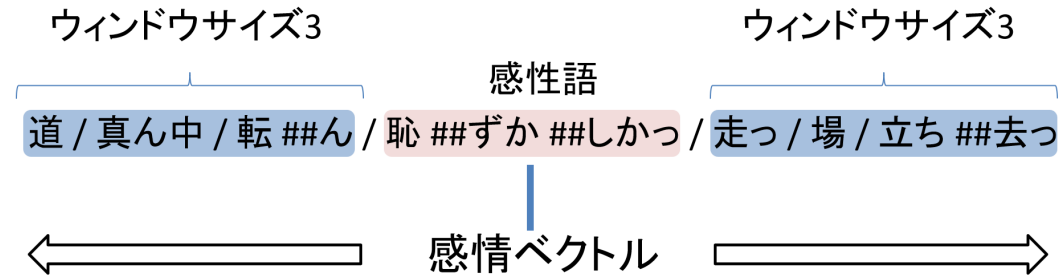 ウィンドウサイズ3 ウィンドウサイズ3
感性語
道 / 真ん中 / 転 ##ん / 恥 ##ずか ##しかっ / 走っ / 場 / 立ち ##去っ
感情ベクトル